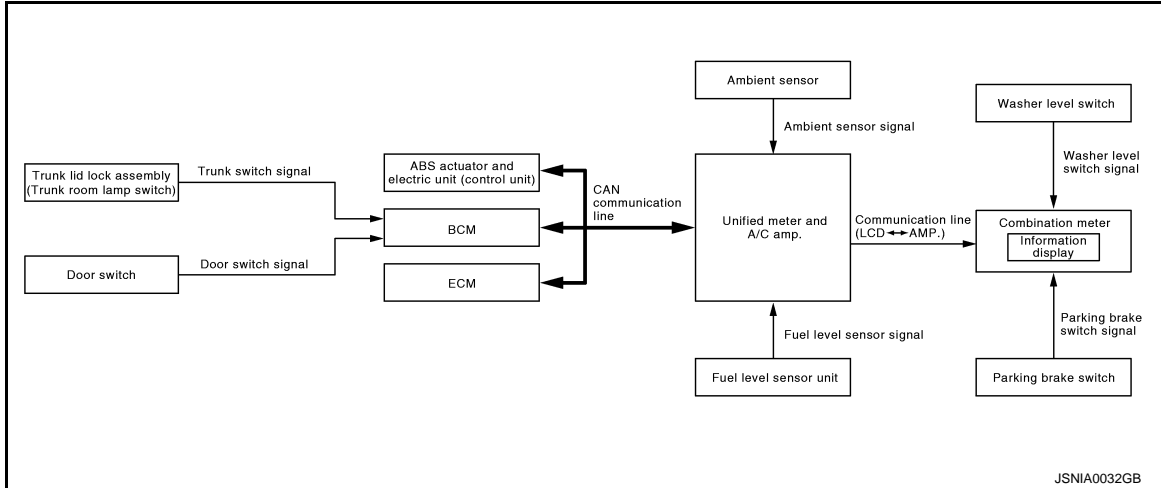 Trunk lid lock assembly
(Trunk room lamp switch)
Trunk switch signal
Door switch
Door switch signal
ABS actuator and
electric unit (control unit)
BCM
ECM
CAN
communication
line
Ambient sensor
Ambient sensor signal
Unified meter and
A/C amp.
Fuel level sensor signal
Fuel level sensor unit
Communication line
(LCD ↔ AMP.)
Washer level switch
Washer level
switch signal
Combination meter
Information
display
Parking brake
switch signal
Parking brake switch
JSNIA0032GB